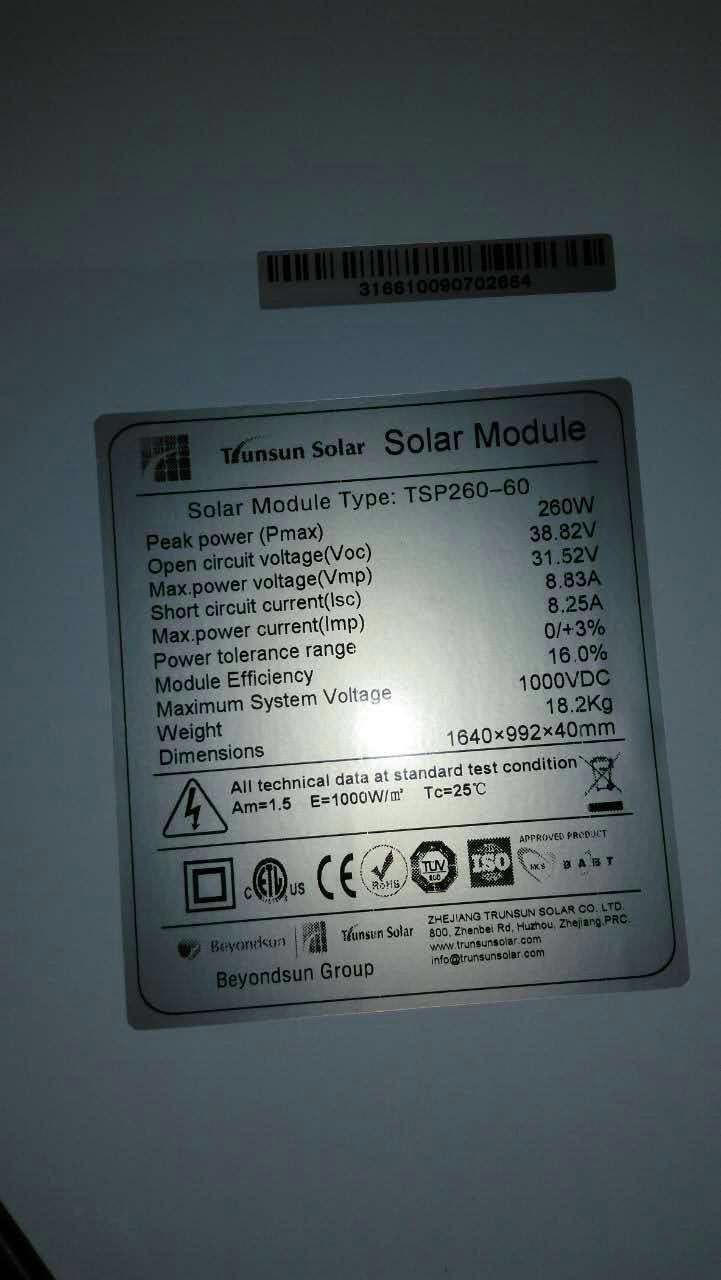 316610090702664
Trunsun Solar Solar Module
Solar Module Type: TSP260-60
Peak power (Pmax) 260W
Open circuit voltage(Voc) 38.82V
Max.power voltage(Vmp) 31.52V
Short circuit current(Isc) 8.83A
Max.power current(Imp) 8.25A
Power tolerance range 0/+3%
Module Efficiency 16.0%
Maximum System Voltage 1000VDC
Weight 18.2Kg
Dimensions 1640×992×40mm
All technical data at standard test condition
Am=1.5 E=1000W/㎡ Tc=25℃
APPROVED PRODUCT
c ETL US CE RoHS TUV ISO MCS BABT
Beyondsun Trunsun Solar
Beyondsun Group
ZHEJIANG TRUNSUN SOLAR CO. LTD.
800, Zhenbei Rd, Huzhou, Zhejiang,PRC.
www.trunsunsolar.com
info@trunsunsolar.com